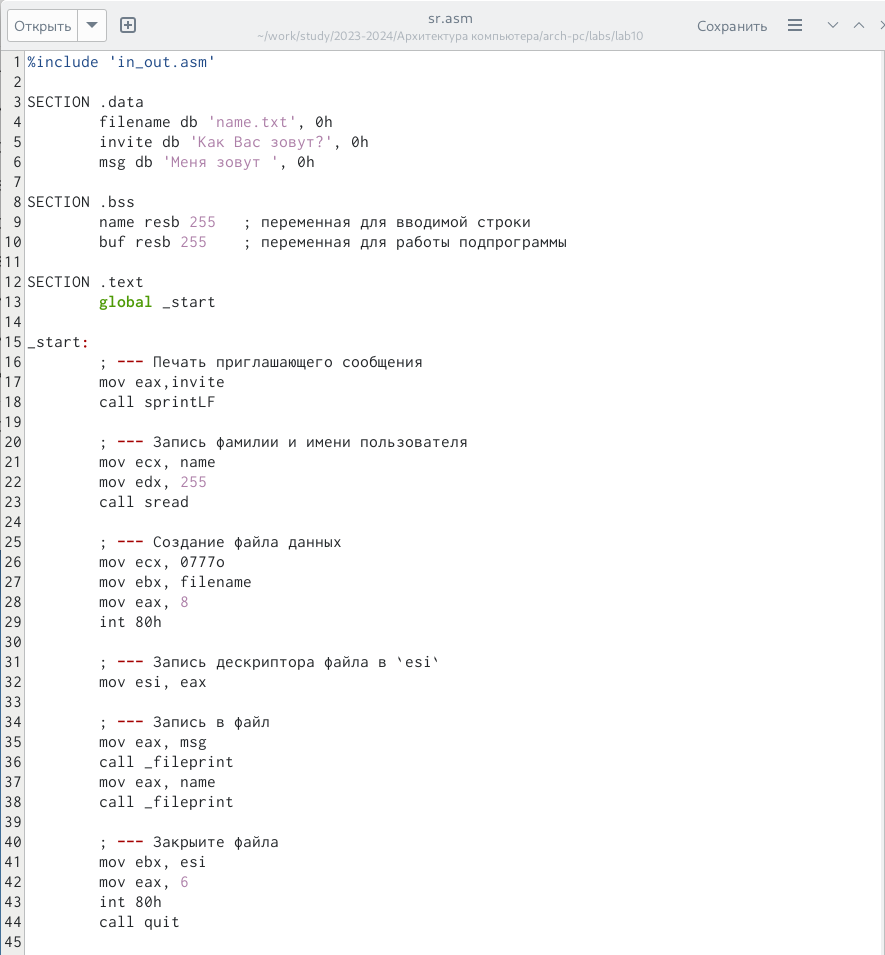 Открыть
sr.asm
~/work/study/2023-2024/Архитектура компьютера/arch-pc/labs/lab10
Сохранить
1 %include 'in_out.asm'
2
3 SECTION .data
4 filename db 'name.txt', 0h
5 invite db 'Как Вас зовут?', 0h
6 msg db 'Меня зовут ', 0h
7
8 SECTION .bss
9 name resb 255 ; переменная для вводимой строки
10 buf resb 255 ; переменная для работы подпрограммы
11
12 SECTION .text
13 global _start
14
15 _start:
16 ; --- Печать приглашающего сообщения
17 mov eax,invite
18 call sprintLF
19
20 ; --- Запись фамилии и имени пользователя
21 mov ecx, name
22 mov edx, 255
23 call sread
24
25 ; --- Создание файла данных
26 mov ecx, 0777o
27 mov ebx, filename
28 mov eax, 8
29 int 80h
30
31 ; --- Запись дескриптора файла в `esi`
32 mov esi, eax
33
34 ; --- Запись в файл
35 mov eax, msg
36 call _fileprint
37 mov eax, name
38 call _fileprint
39
40 ; --- Закрыите файла
41 mov ebx, esi
42 mov eax, 6
43 int 80h
44 call quit
45